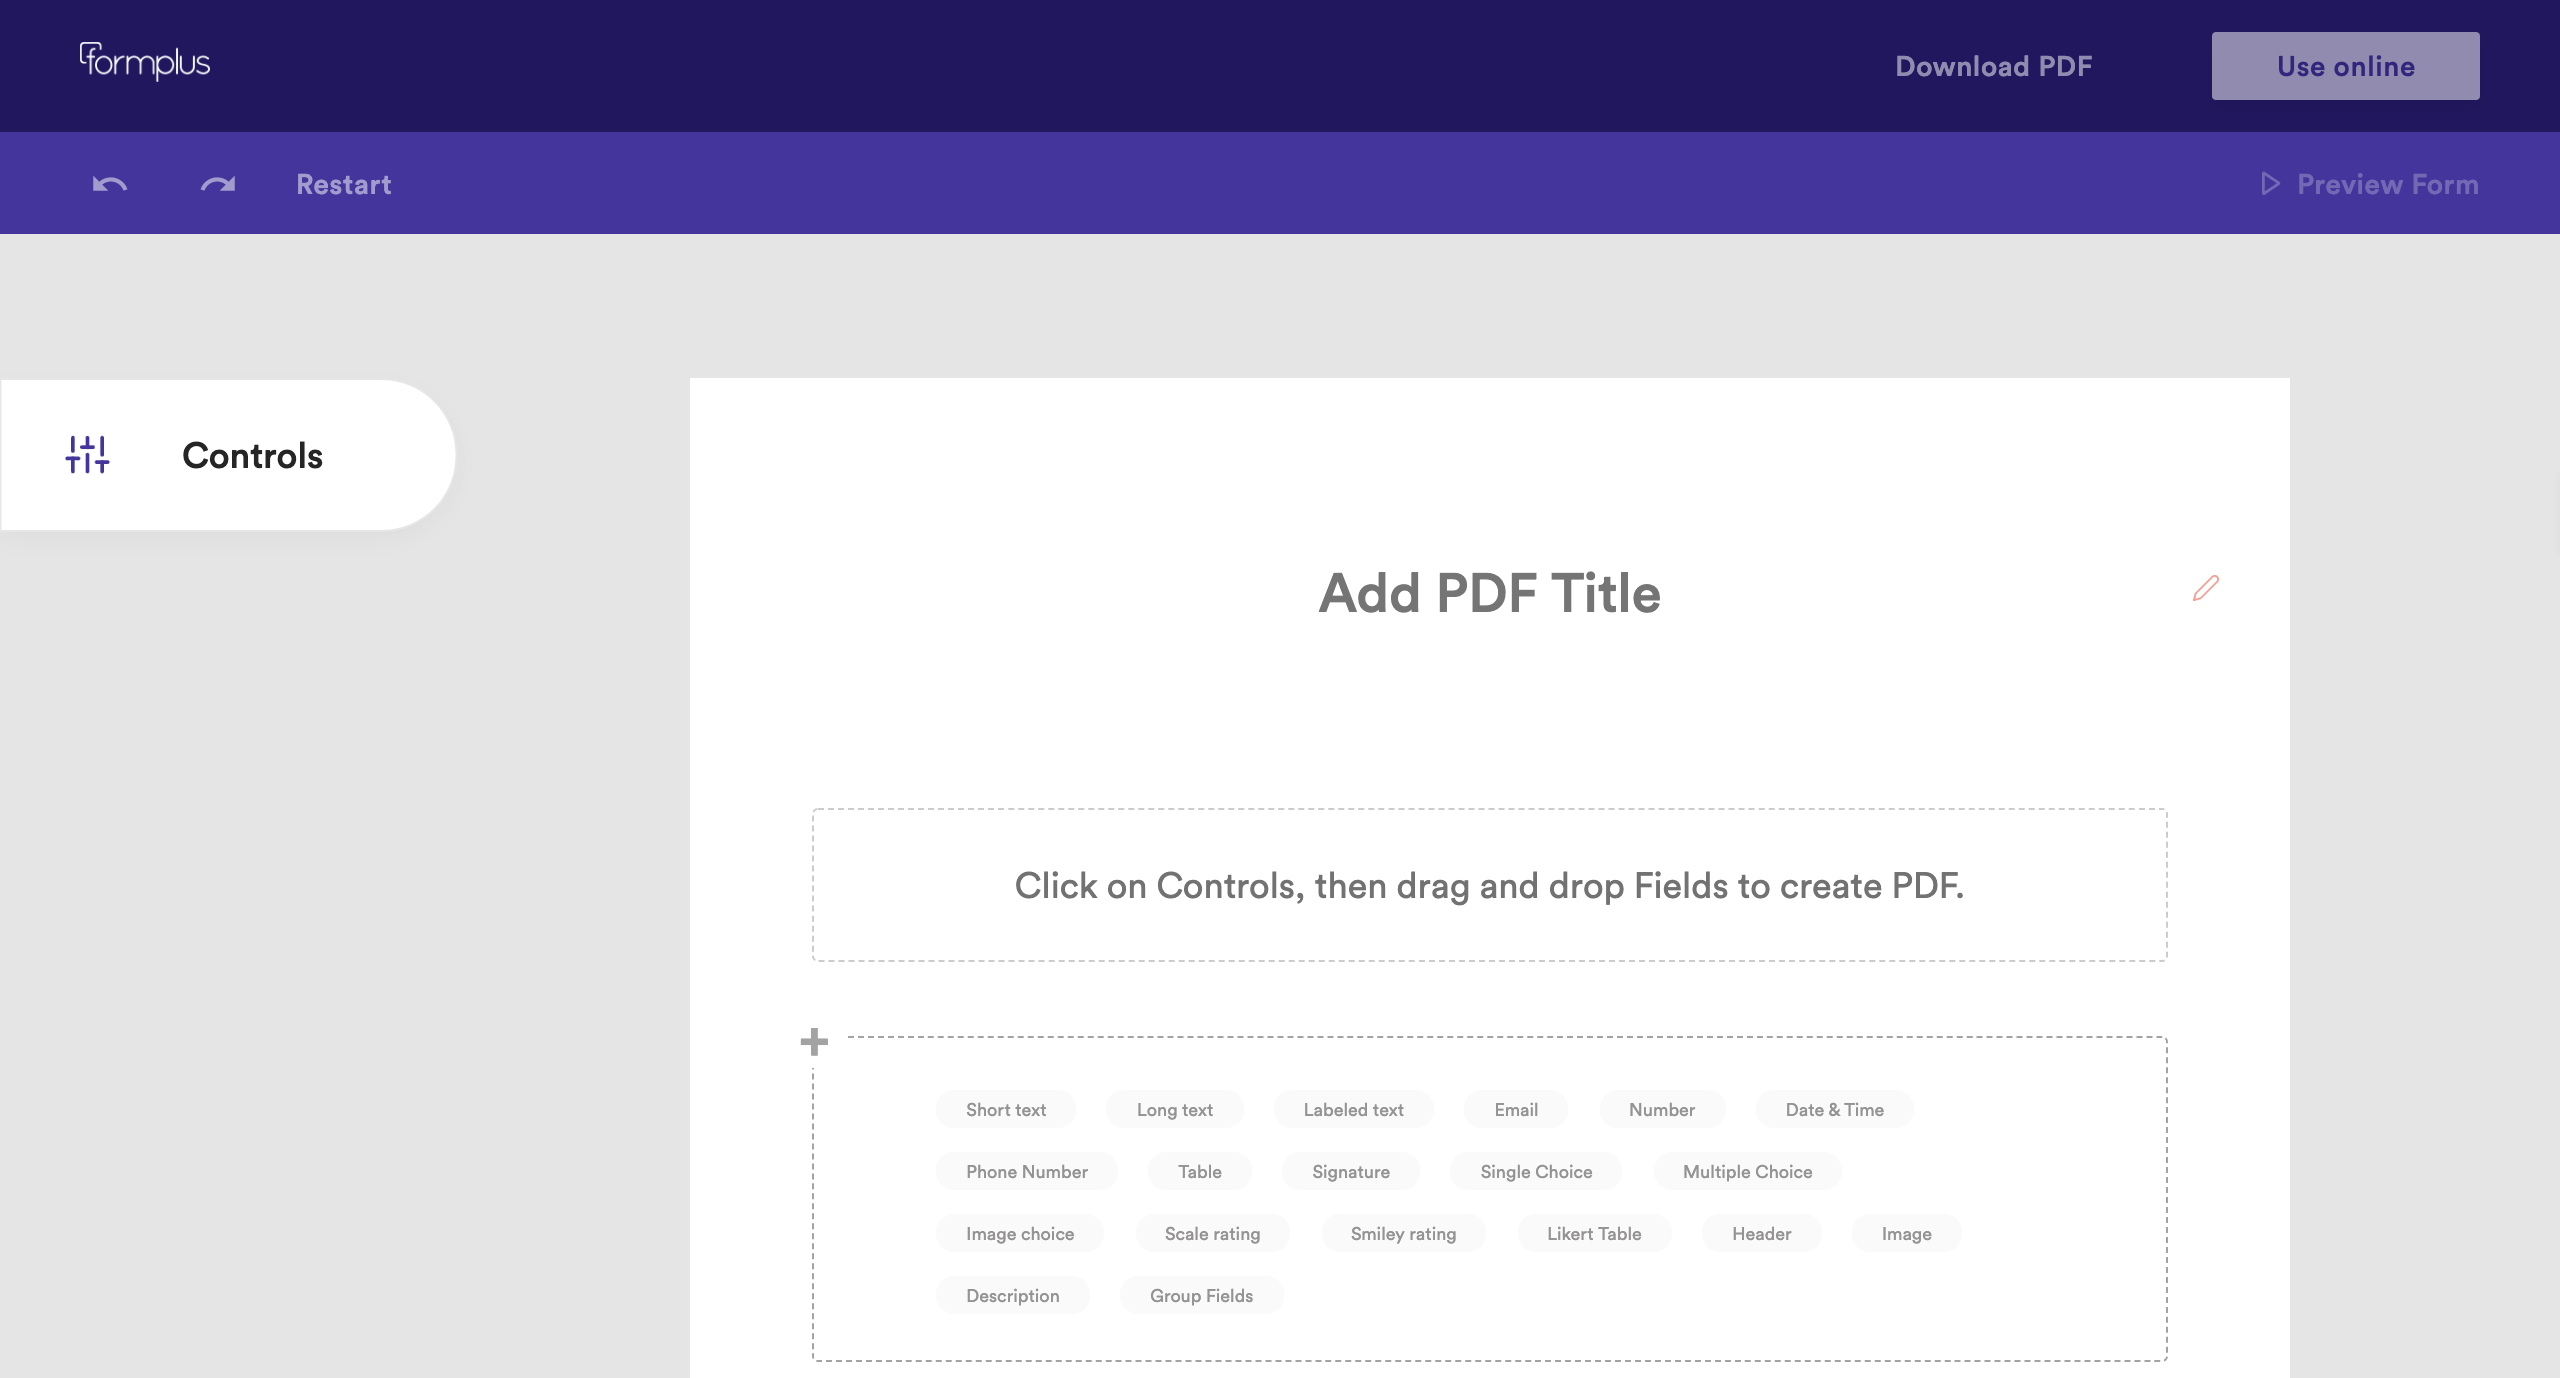 formplus
Download PDF
Use online
Restart
Preview Form
Controls
Add PDF Title
Click on Controls, then drag and drop Fields to create PDF.
Short text Long text Labeled text Email Number Date & Time
Phone Number Table Signature Single Choice Multiple Choice
Image choice Scale rating Smiley rating Likert Table Header Image
Description Group Fields